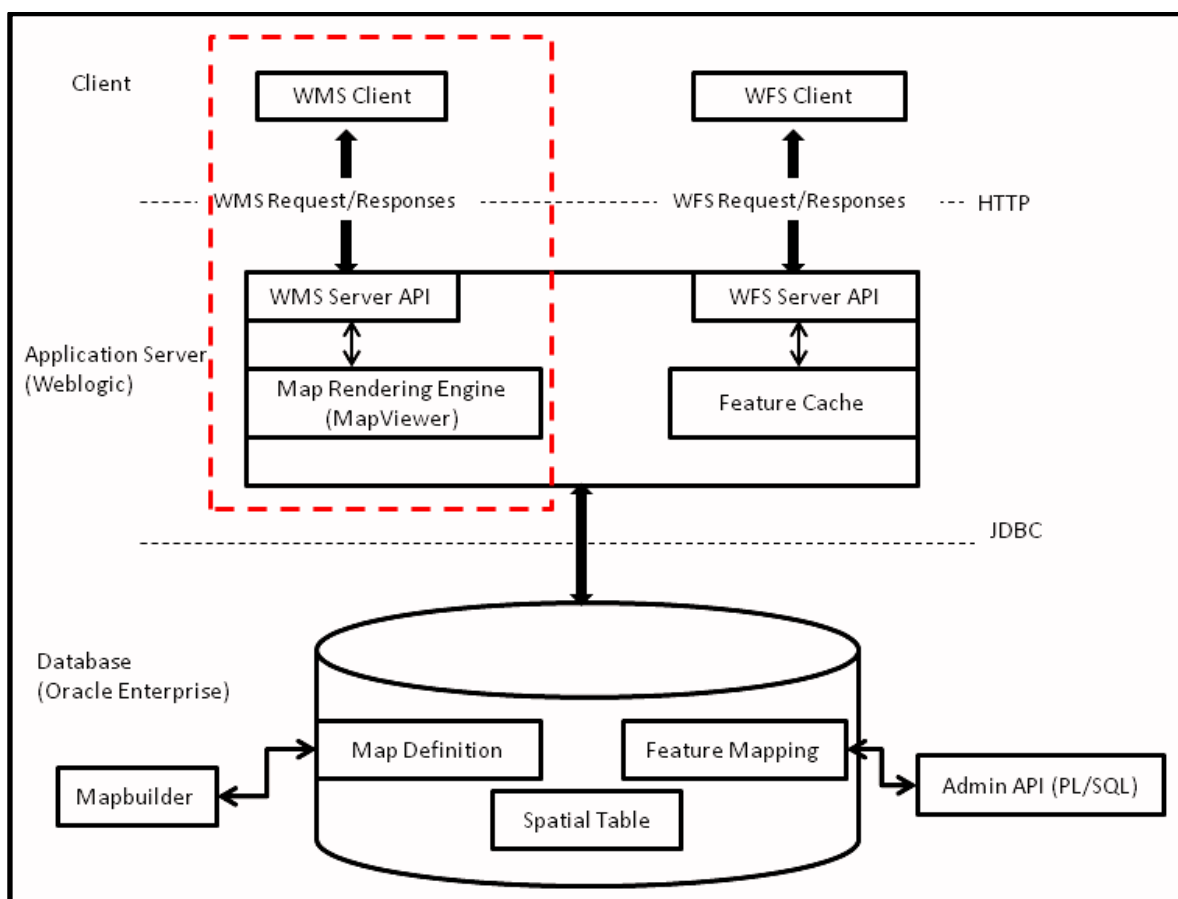 Client
WMS Client
WFS Client
WMS Request/Responses
WFS Request/Responses
HTTP
WMS Server API
WFS Server API
Application Server
(Weblogic)
Map Rendering Engine
(MapViewer)
Feature Cache
JDBC
Database
(Oracle Enterprise)
Map Definition
Feature Mapping
Mapbuilder
Admin API (PL/SQL)
Spatial Table